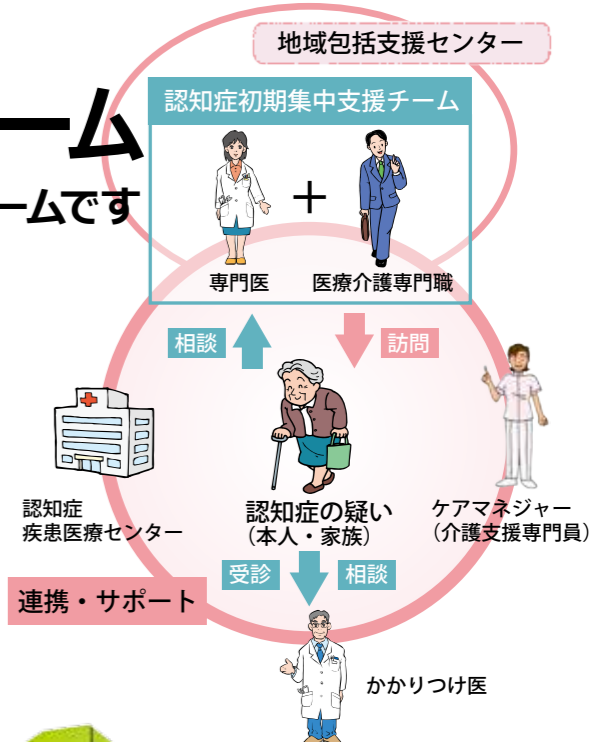 地域包括支援センター
ーム
ームです
認知症初期集中支援チーム
+
専門医
医療介護専門職
相談
訪問
認知症
疾患医療センター
認知症の疑い
（本人・家族）
ケアマネジャー
（介護支援専門員）
受診
相談
連携・サポート
かかりつけ医